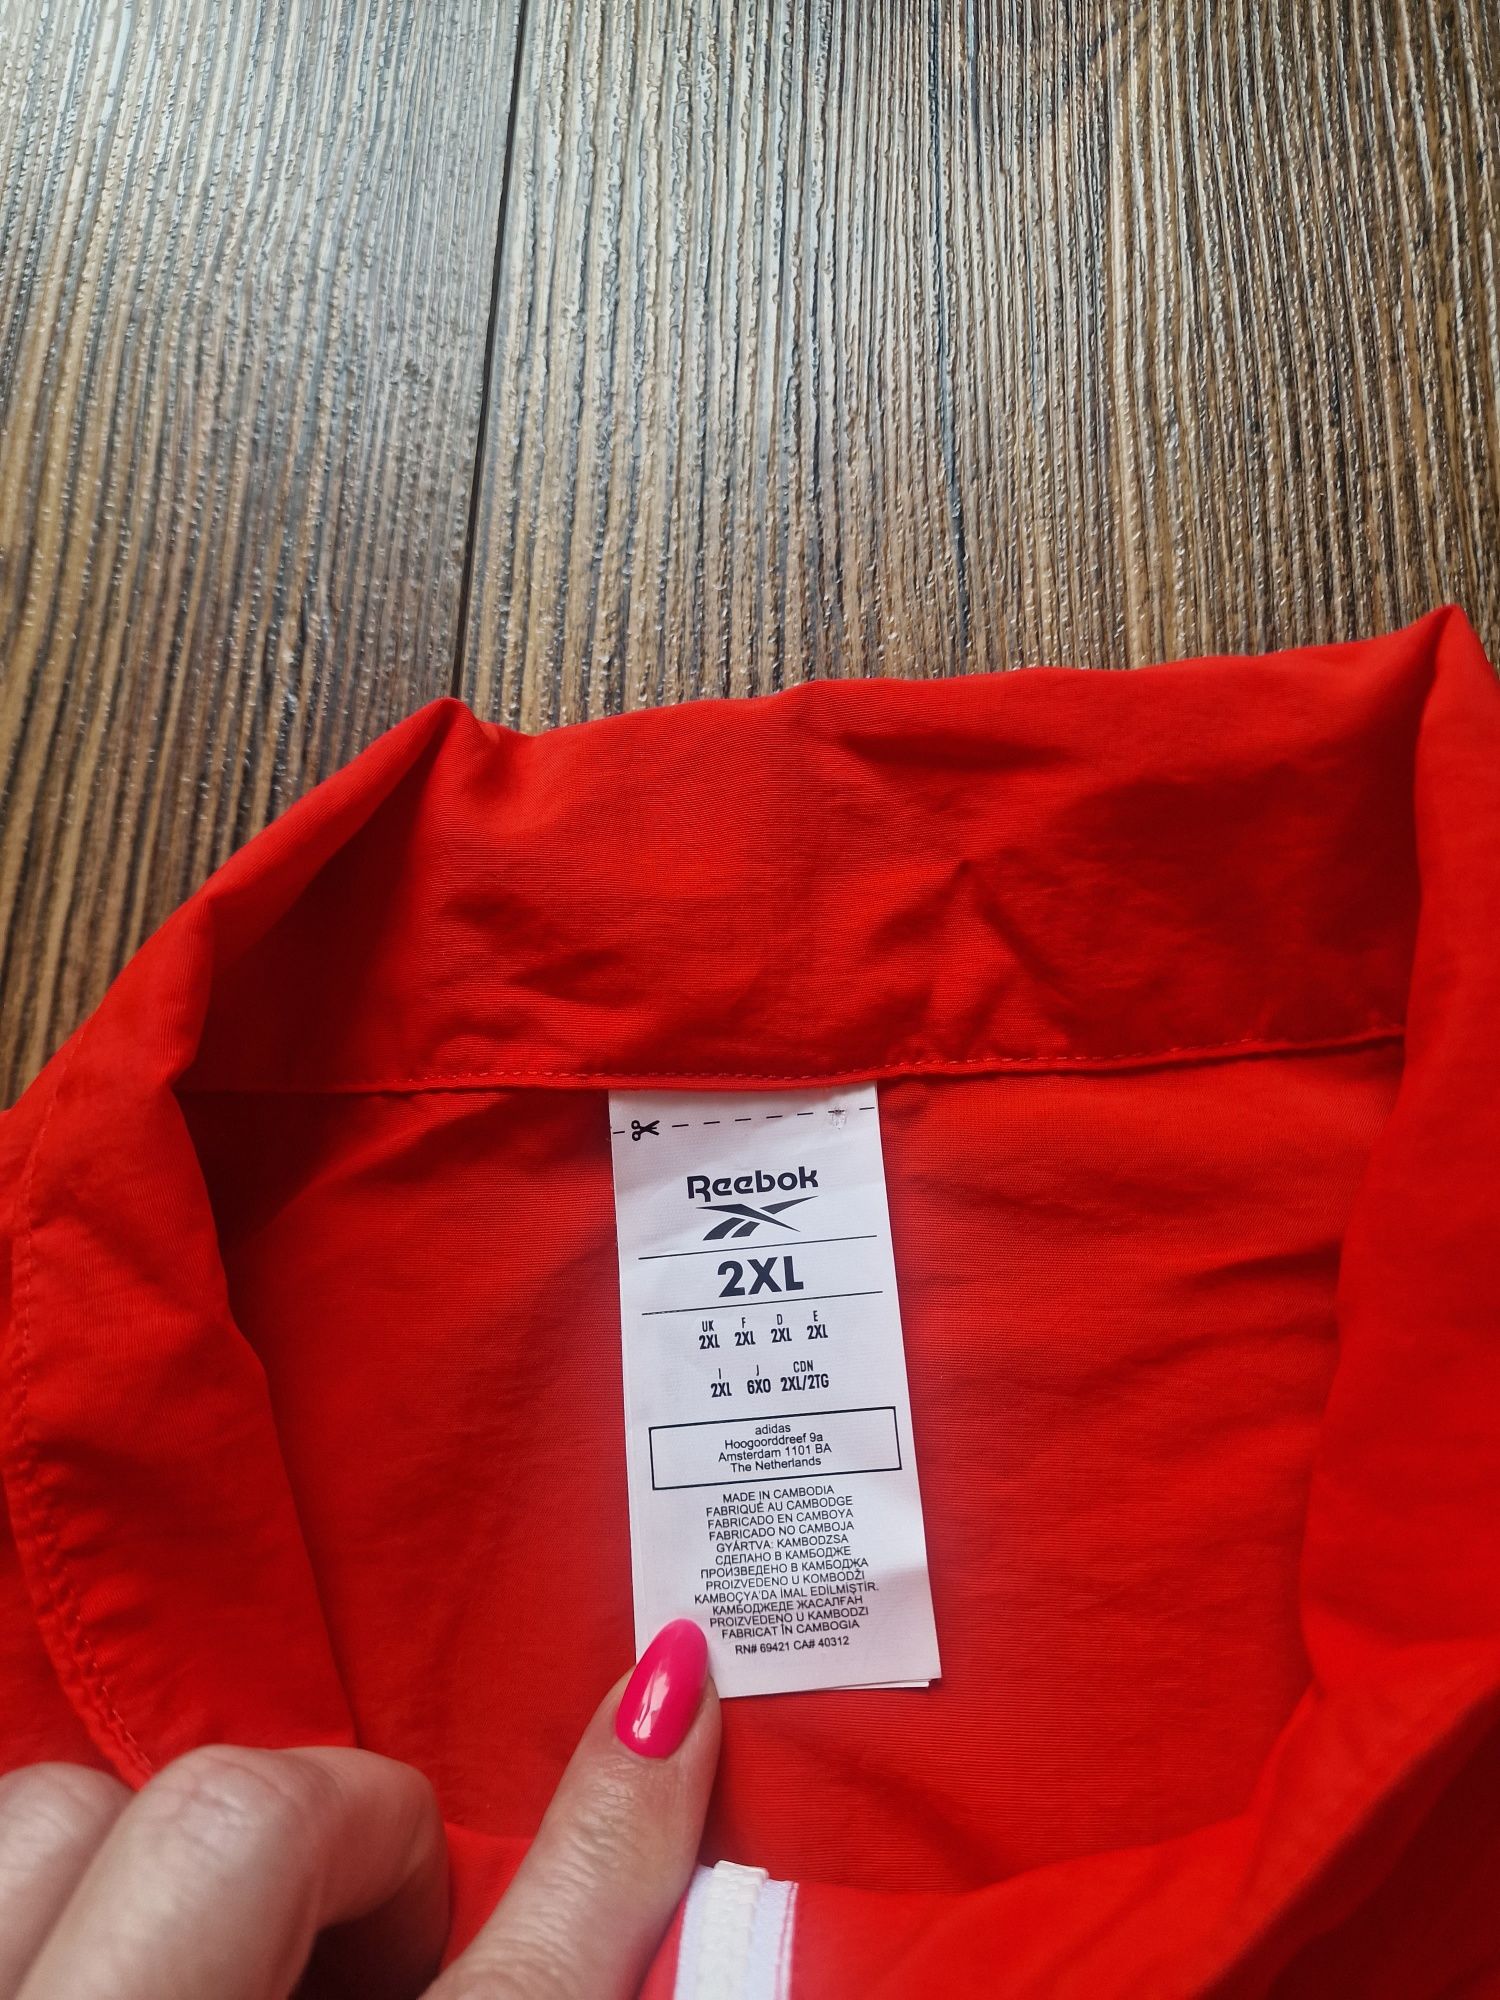 Reebok
2XL
UK F D E
2XL 2XL 2XL 2XL
I J CDN
2XL 6XO 2XL/2TG
adidas
Hoogoorddreef 9a
Amsterdam 1101 BA
The Netherlands
MADE IN CAMBODIA
FABRIQUÉ AU CAMBODGE
FABRICADO EN CAMBOYA
FABRICADO NO CAMBOJA
GYÁRTVA: KAMBODZSA
СДЕЛАНО В КАМБОДЖЕ
ПРОИЗВЕДЕНО В КАМБОДЖА
PROIZVEDENO U KOMBODŽI
KAMBOÇYA'DA İMAL EDİLMİŞTİR.
КАМБОДЖЕДЕ ЖАСАЛҒАН
PROIZVEDENO U KAMBODZI
FABRICAT ÎN CAMBOGIA
RN# 69421 CA# 40312